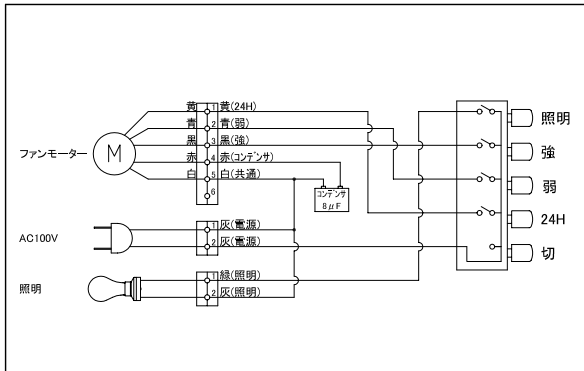 ファンモーター
M
黄 1 黄(24H)
青 2 青(弱)
黒 3 黒(強)
赤 4 赤(コンデンサ)
白 5 白(共通)
6
コンデンサ
8μF
AC100V
1 灰(電源)
2 灰(電源)
照明
1 緑(照明)
2 灰(照明)
照明
強
弱
24H
切